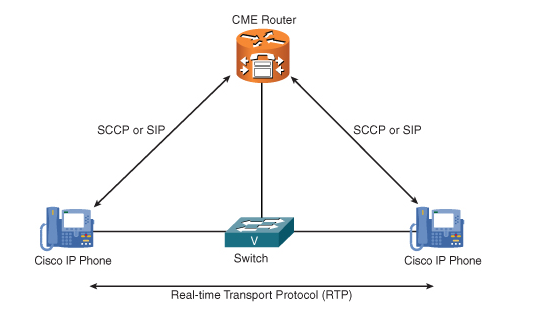 CME Router
SCCP or SIP
SCCP or SIP
V
Cisco IP Phone
Switch
Cisco IP Phone
Real-time Transport Protocol (RTP)